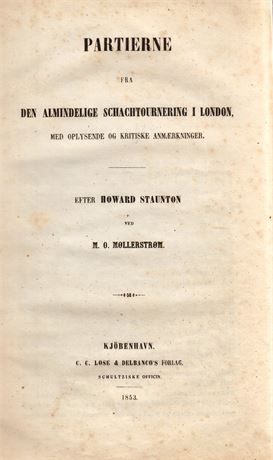 PARTIERNE
FRA
DEN ALMINDELIGE SCHACHTOURNERING I LONDON,
MED OPLYSENDE OG KRITISKE ANMÆRKNINGER.
EFTER HOWARD STAUNTON
VED
M. O. MØLLERSTRØM.
KJÖBENHAVN.
C. C. LOSE & DELBANCO'S FORLAG.
SCHULTZISKE OFFICIN.
1853.